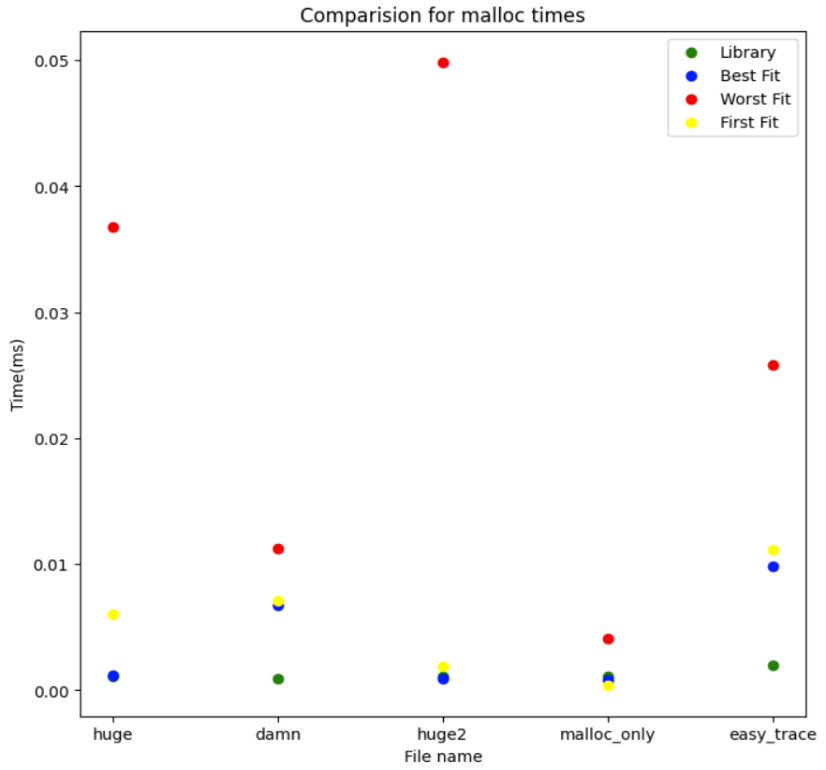 Comparision for malloc times
Library
Best Fit
Worst Fit
First Fit
0.05
0.04
0.03
0.02
0.01
0.00
Time(ms)
huge damn huge2 malloc_only easy_trace
File name